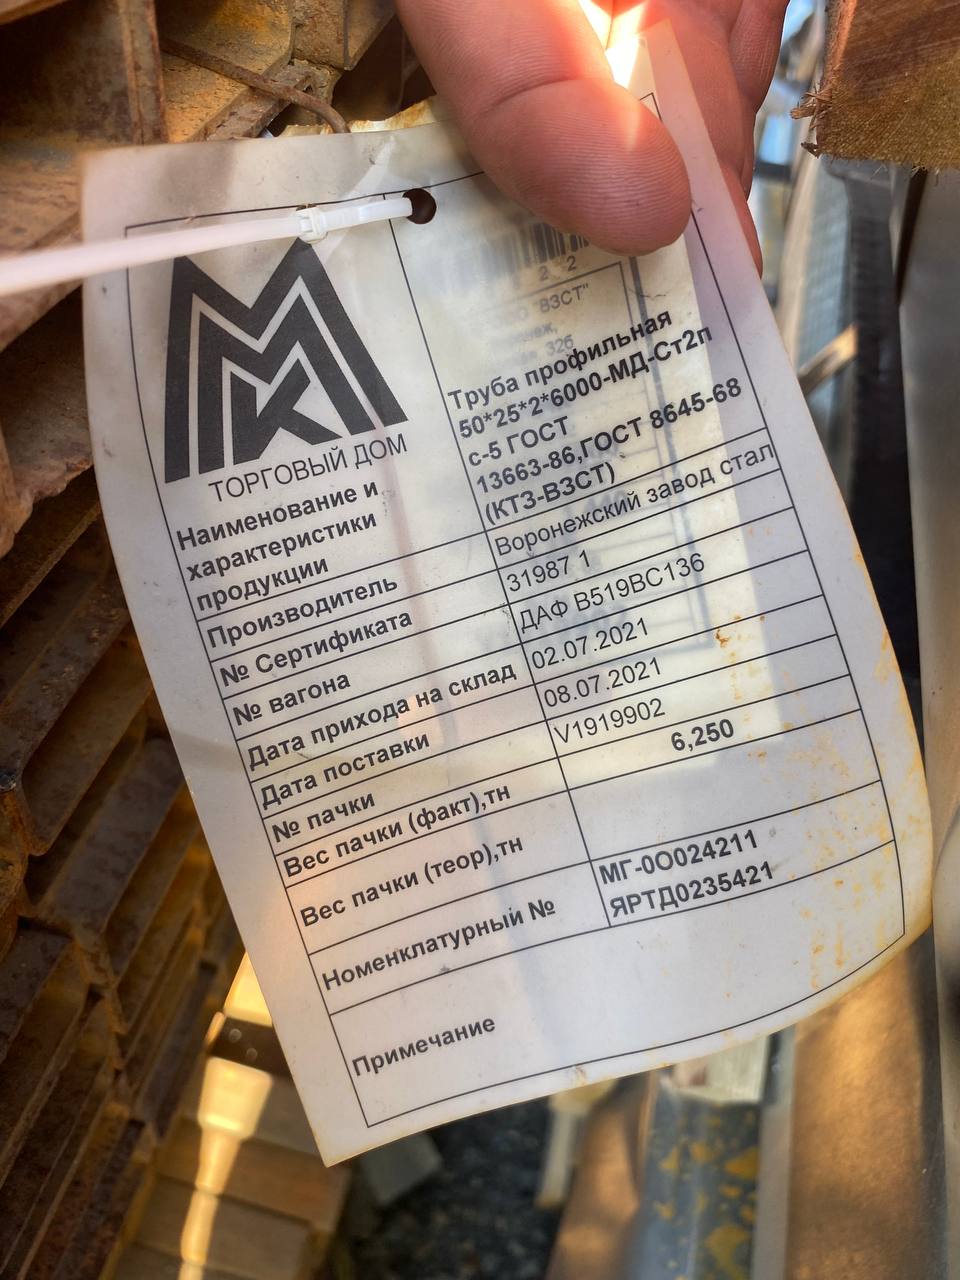 ММК
ТОРГОВЫЙ ДОМ
2 2
"ВЗСТ"
32б
Наименование и
характеристики
продукции
Труба профильная
50*25*2*6000-МД-Ст2п
с-5 ГОСТ
13663-86,ГОСТ 8645-68
(КТЗ-ВЗСТ)
Производитель Воронежский завод стал
№ Сертификата 31987 1
№ вагона ДАФ В519ВС136
Дата прихода на склад 02.07.2021
Дата поставки 08.07.2021
№ пачки V1919902
Вес пачки (факт),тн 6,250
Вес пачки (теор),тн
Номенклатурный № МГ-0О024211
ЯРТД0235421
Примечание